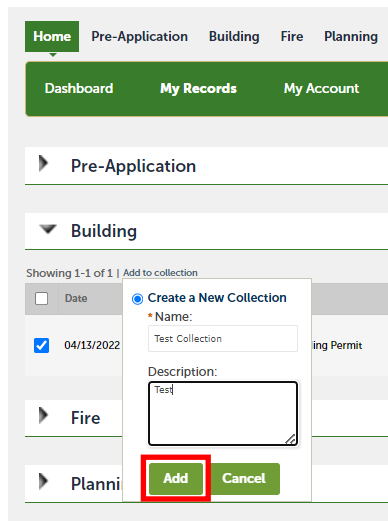 Home Pre-Application Building Fire Planning
Dashboard My Records My Account
Pre-Application
Building
Showing 1-1 of 1 | Add to collection
Date
Create a New Collection
* Name:
04/13/2022 Test Collection ing Permit
Description:
Test
Fire
Planni
Add Cancel